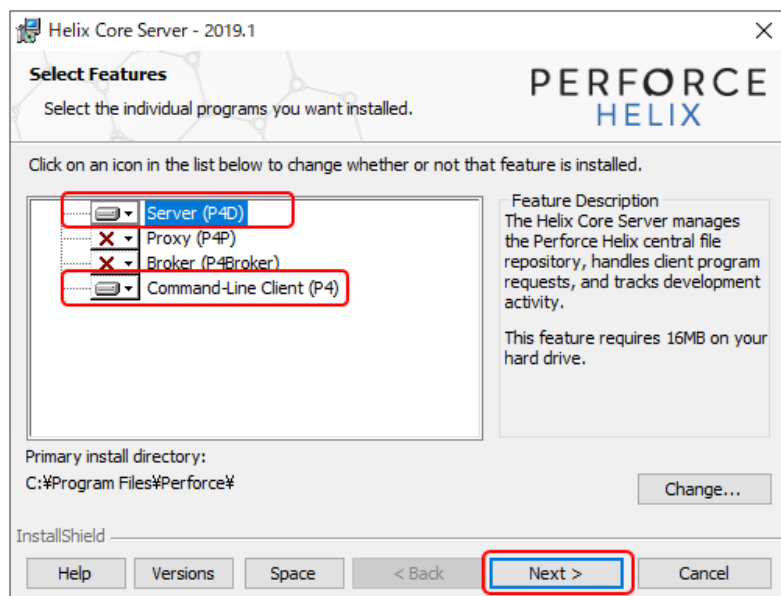 Helix Core Server - 2019.1
Select Features
Select the individual programs you want installed.
PERFORCE
HELIX
Click on an icon in the list below to change whether or not that feature is installed.
Server (P4D)
Proxy (P4P)
Broker (P4Broker)
Command-Line Client (P4)
Feature Description
The Helix Core Server manages
the Perforce Helix central file
repository, handles client program
requests, and tracks development
activity.
This feature requires 16MB on your
hard drive.
Primary install directory:
C:¥Program Files¥Perforce¥
Change...
InstallShield
Help
Versions
Space
< Back
Next >
Cancel